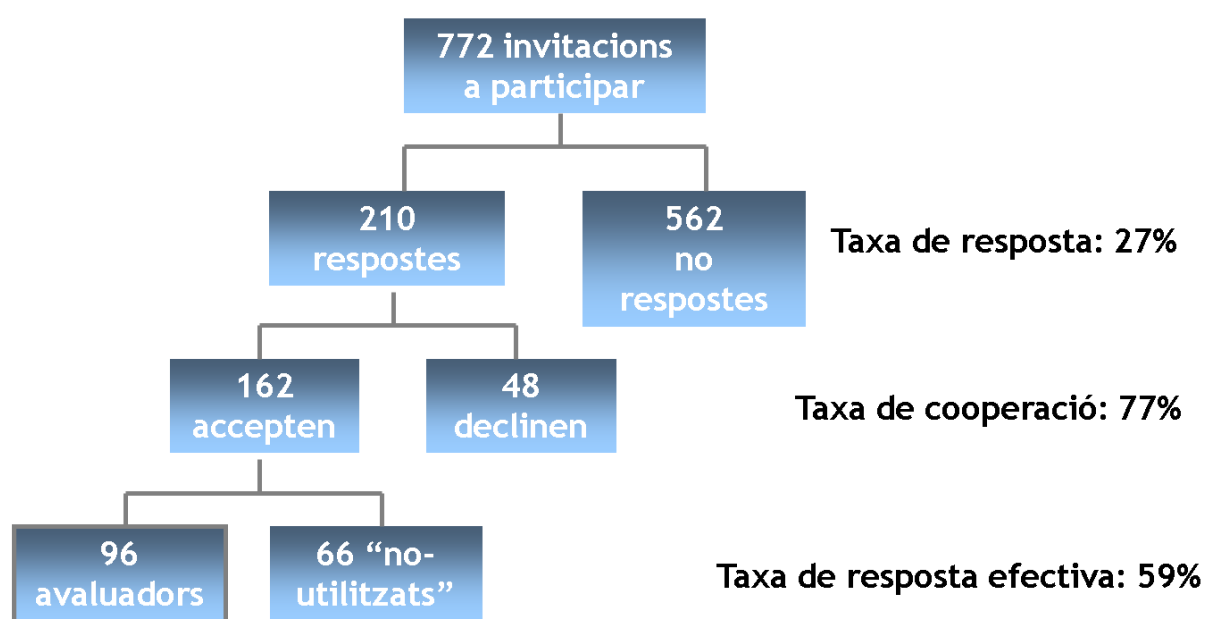 772 invitacions
a participar
210
respostes
562
no
respostes
Taxa de resposta: 27%
162
accepten
48
declinen
Taxa de cooperació: 77%
96
avaluadors
66 “no-
utilitzats”
Taxa de resposta efectiva: 59%